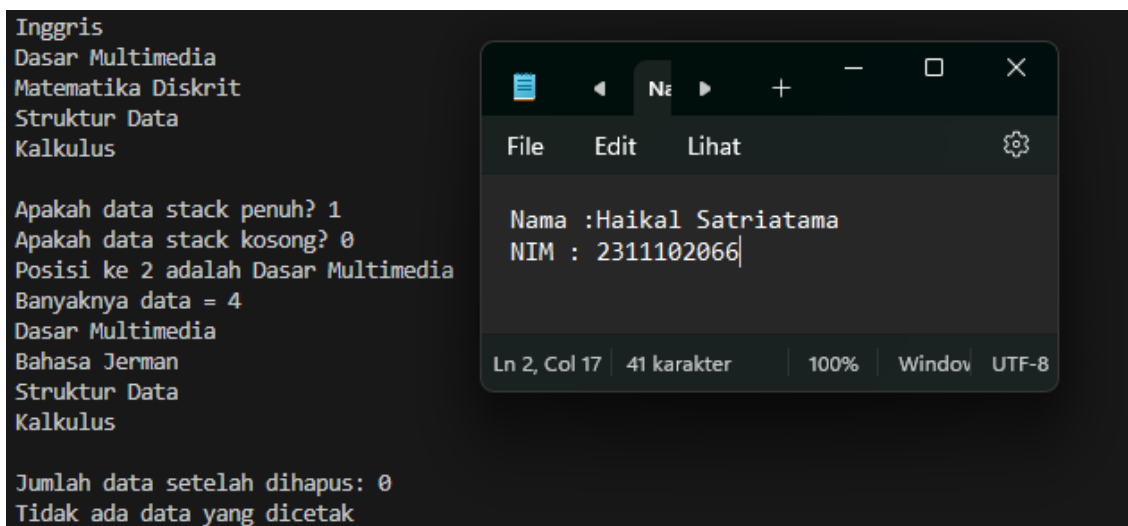 Inggris
Dasar Multimedia
Matematika Diskrit
Struktur Data
Kalkulus
Apakah data stack penuh? 1
Apakah data stack kosong? 0
Posisi ke 2 adalah Dasar Multimedia
Banyaknya data = 4
Dasar Multimedia
Bahasa Jerman
Struktur Data
Kalkulus
Jumlah data setelah dihapus: 0
Tidak ada data yang dicetak
Na
File Edit Lihat
Nama :Haikal Satriatama
NIM : 2311102066
Ln 2, Col 17 41 karakter 100% Window UTF-8